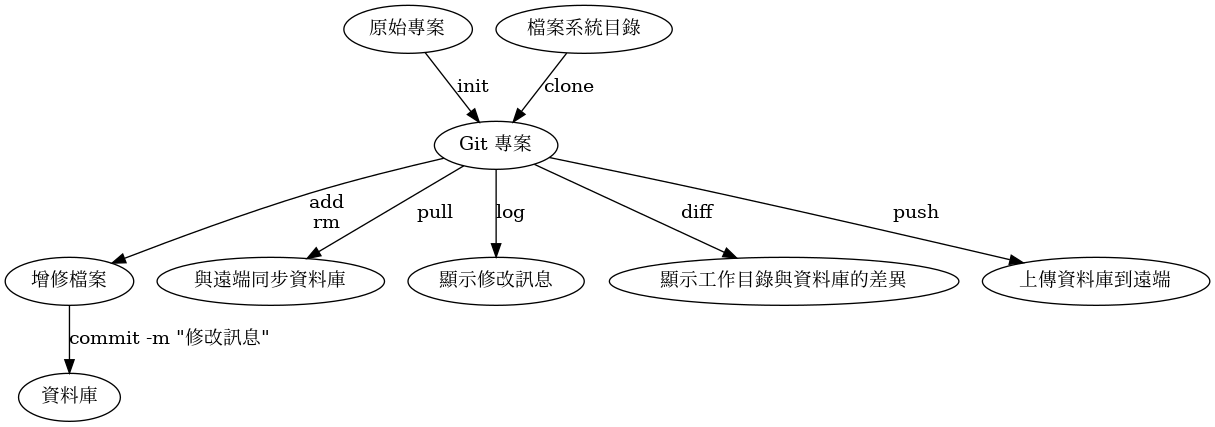 原始專案
檔案系統目錄
init
clone
Git 專案
add
rm
pull
log
diff
push
增修檔案
與遠端同步資料庫
顯示修改訊息
顯示工作目錄與資料庫的差異
上傳資料庫到遠端
commit -m "修改訊息"
資料庫